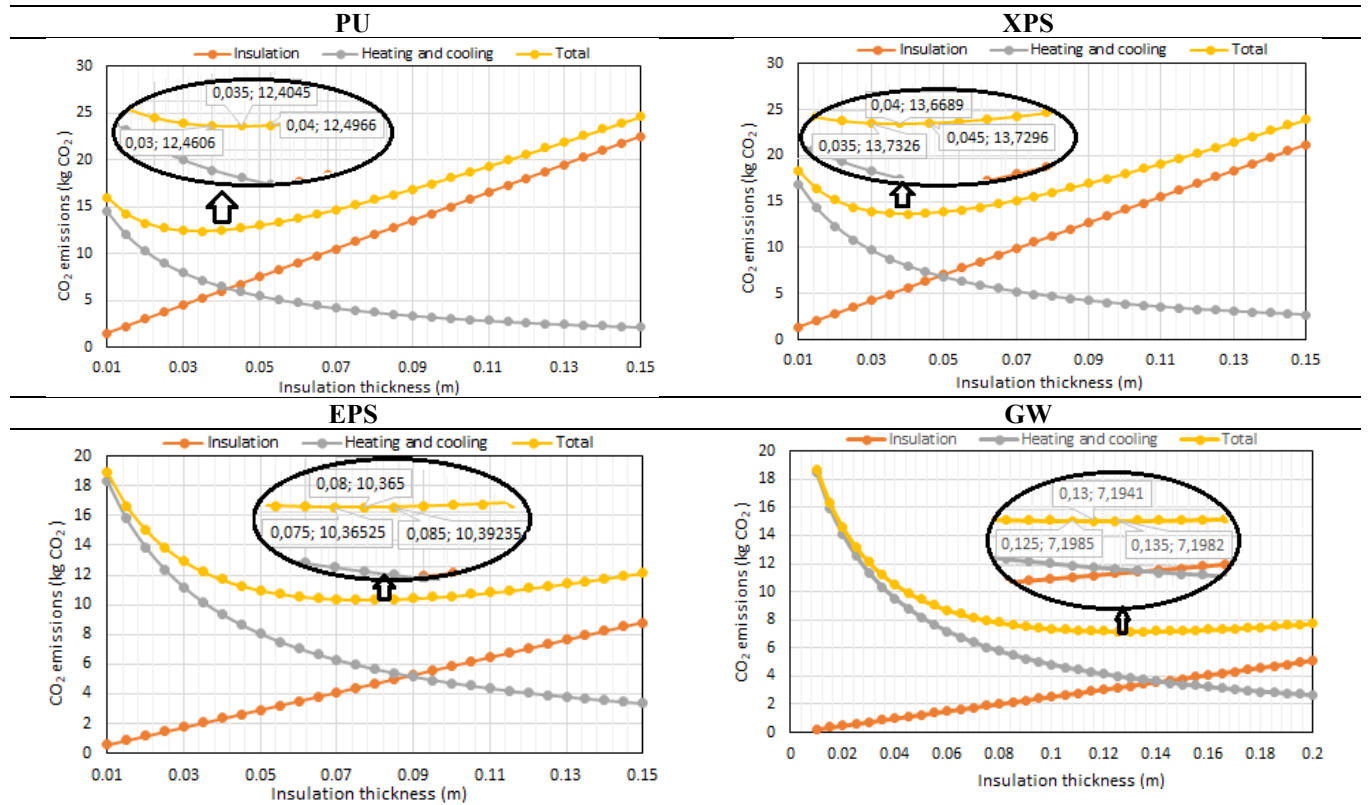 PU
XPS
Insulation Heating and cooling Total
CO₂ emissions (kg CO₂)
30
25
20
15
10
5
0
0,035; 12,4045
0,04; 12,4966
0,03; 12,4606
0.01 0.03 0.05 0.07 0.09 0.11 0.13 0.15
Insulation thickness (m)
Insulation Heating and cooling Total
CO₂ emissions (kg CO₂)
30
25
20
15
10
5
0
0,04; 13,6689
0,045; 13,7296
0,035; 13,7326
0.01 0.03 0.05 0.07 0.09 0.11 0.13 0.15
Insulation thickness (m)
EPS
GW
Insulation Heating and cooling Total
CO₂ emissions (kg CO₂)
20
18
16
14
12
10
8
6
4
2
0
0,08; 10,365
0,075; 10,36525
0,085; 10,39235
0.01 0.03 0.05 0.07 0.09 0.11 0.13 0.15
Insulation thickness (m)
Insulation Heating and cooling Total
CO₂ emissions (kg CO₂)
20
18
16
14
12
10
8
6
4
2
0
0,13; 7,1941
0,125; 7,1985
0,135; 7,1982
0 0.02 0.04 0.06 0.08 0.1 0.12 0.14 0.16 0.18 0.2
Insulation thickness (m)